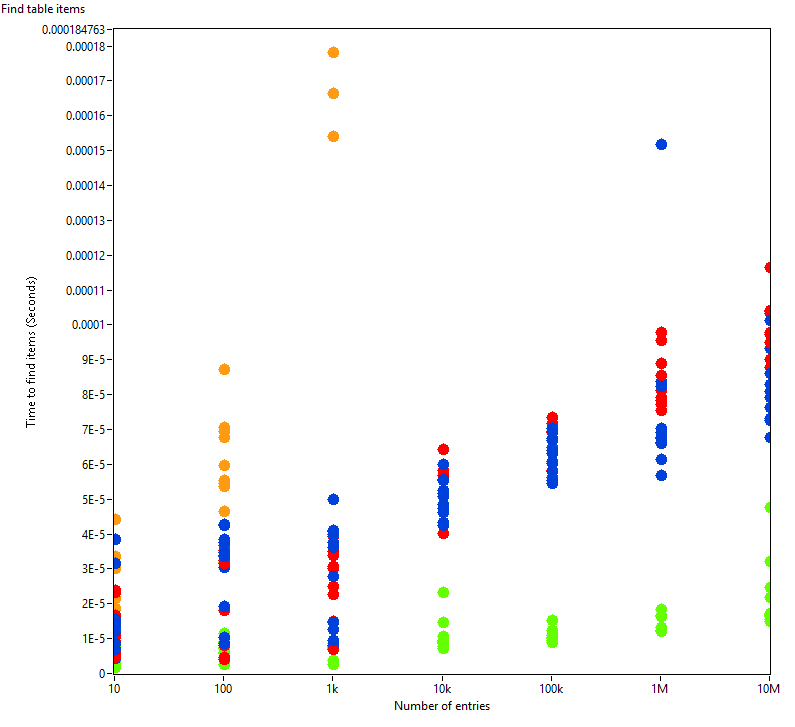 Find table items
0.000184763
0.00018
0.00017
0.00016
0.00015
0.00014
0.00013
0.00012
0.00011
0.0001
9E-5
8E-5
7E-5
6E-5
5E-5
4E-5
3E-5
2E-5
1E-5
0
Time to find items (Seconds)
10
100
1k
10k
100k
1M
10M
Number of entries